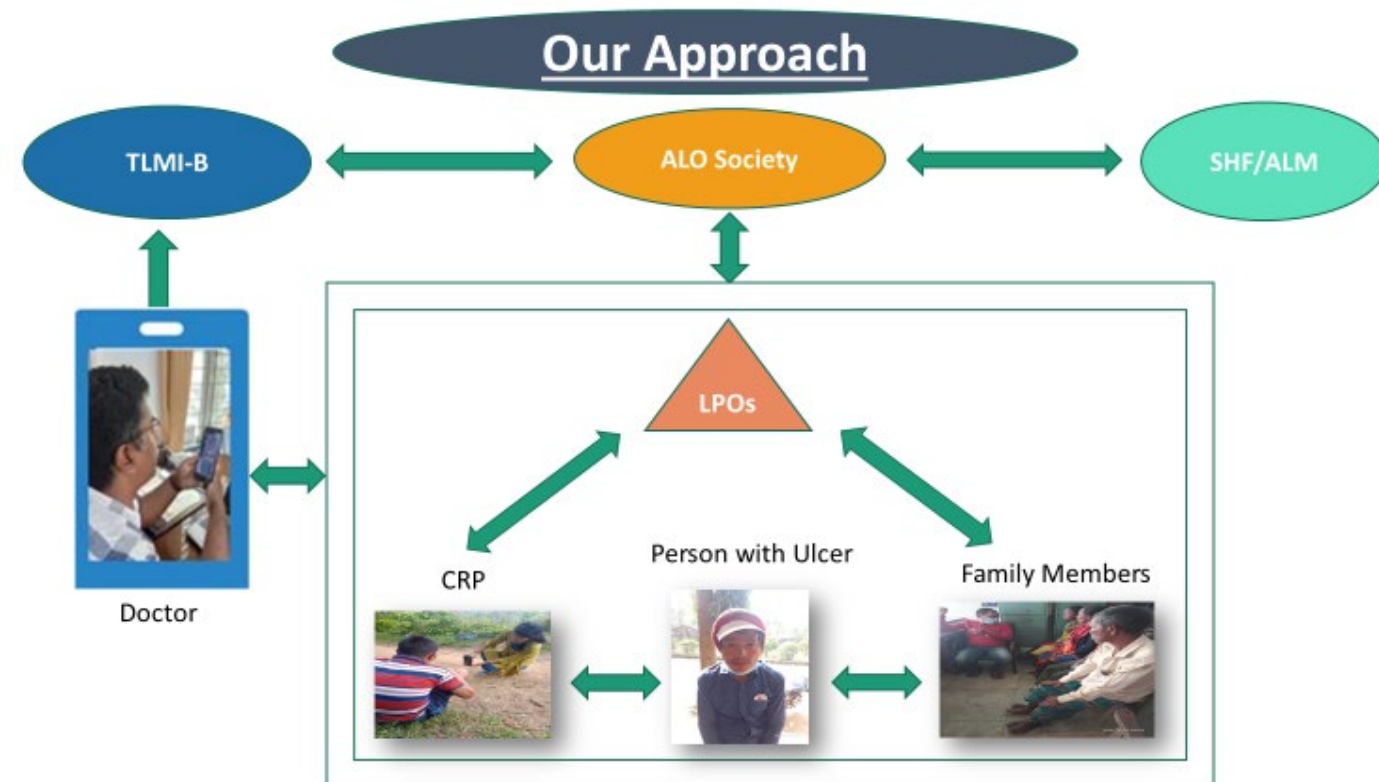 Our Approach
TLMI-B
ALO Society
SHF/ALM
LPOs
Person with Ulcer
CRP
Family Members
Doctor